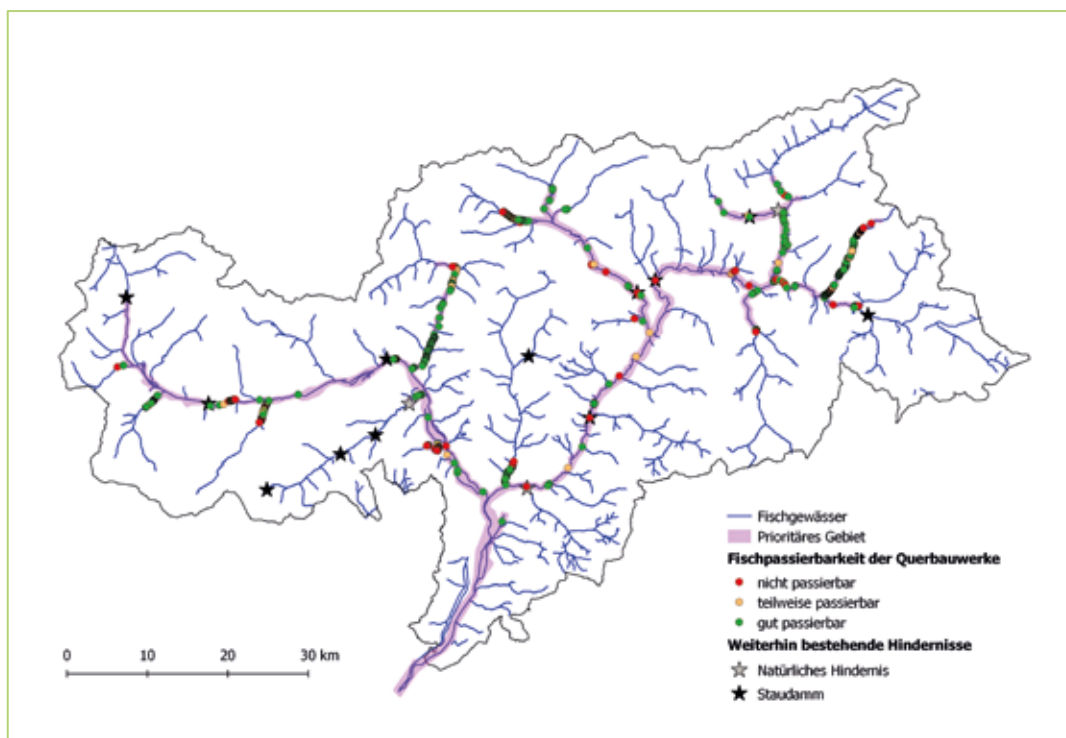 Fischgewässer
Prioritäres Gebiet
Fischpassierbarkeit der Querbauwerke
nicht passierbar
teilweise passierbar
gut passierbar
Weiterhin bestehende Hindernisse
Natürliches Hindernis
Staudamm
0 10 20 30 km